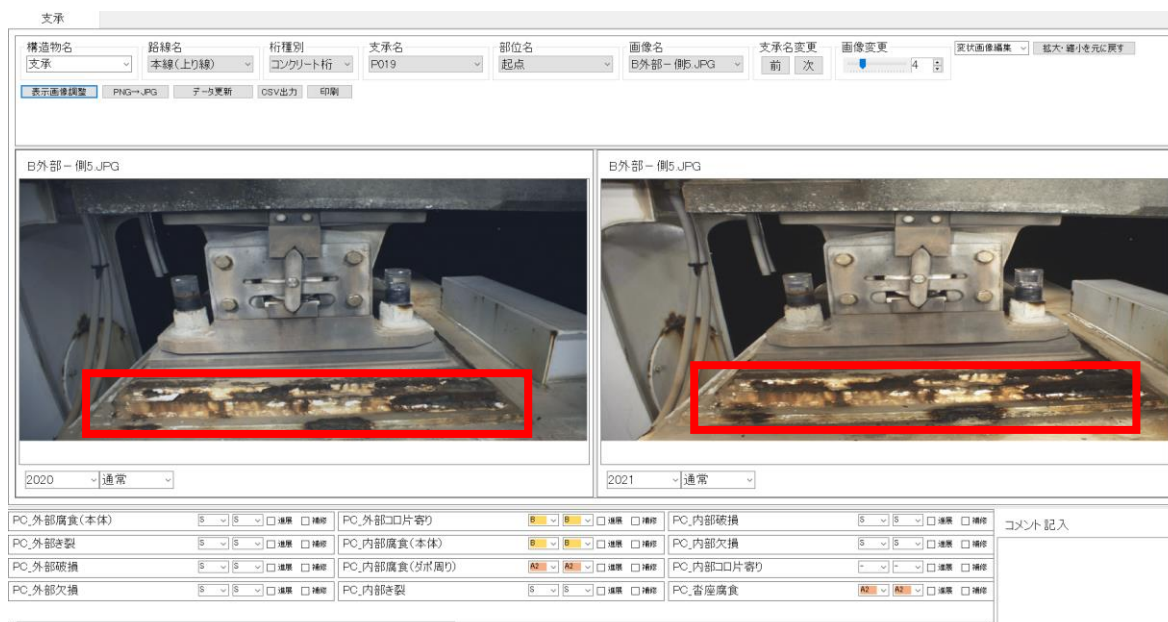 支承
構造物名 路線名 桁種別 支承名 部位名 画像名 支承名変更 画像変更
支承 本線(上り線) コンクリート桁 P019 起点 B外部－側5.JPG 前 次 4 変状画像編集 拡大・縮小を元に戻す
表示画像調整 PNG→JPG データ更新 CSV出力 印刷
B外部－側5.JPG B外部－側5.JPG
2020 通常 2021 通常
PC_外部腐食(本体) S S 進展 補修 PC_外部コロ片寄り B B 進展 補修 PC_内部破損 S S 進展 補修 コメント記入
PC_外部き裂 S S 進展 補修 PC_内部腐食(本体) B B 進展 補修 PC_内部欠損 S S 進展 補修
PC_外部破損 S S 進展 補修 PC_内部腐食(ダボ周り) A2 A2 進展 補修 PC_内部コロ片寄り - - 進展 補修
PC_外部欠損 S S 進展 補修 PC_内部き裂 S S 進展 補修 PC_沓座腐食 A2 A2 進展 補修